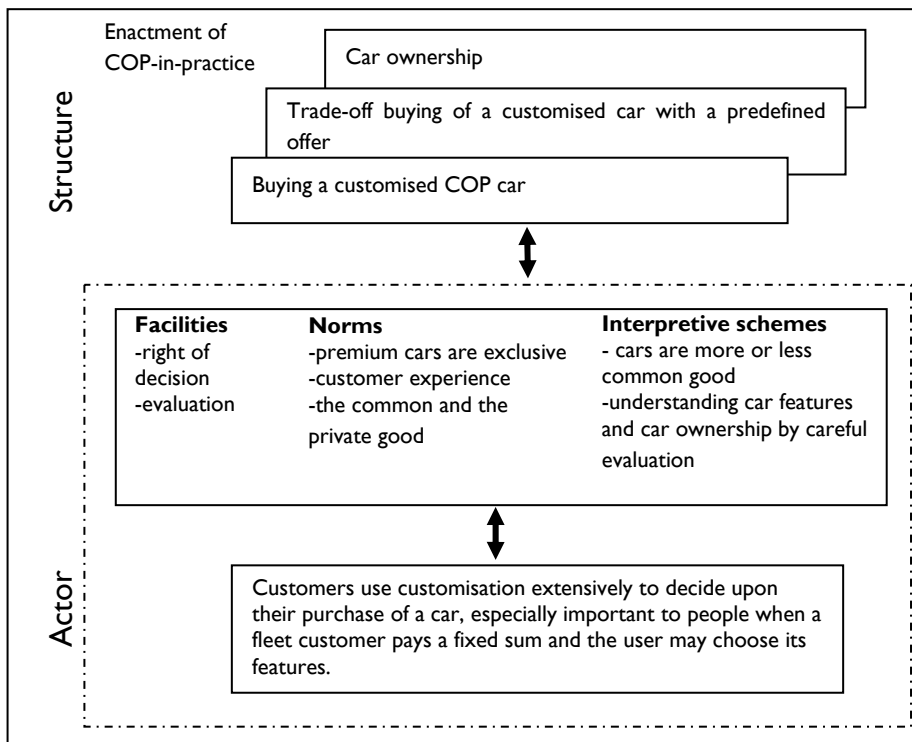 Enactment of
COP-in-practice
Structure
Car ownership
Trade-off buying of a customised car with a predefined
offer
Buying a customised COP car
Facilities
-right of
decision
-evaluation
Norms
-premium cars are exclusive
-customer experience
-the common and the
private good
Interpretive schemes
- cars are more or less
common good
-understanding car features
and car ownership by careful
evaluation
Actor
Customers use customisation extensively to decide upon
their purchase of a car, especially important to people when a
fleet customer pays a fixed sum and the user may choose its
features.